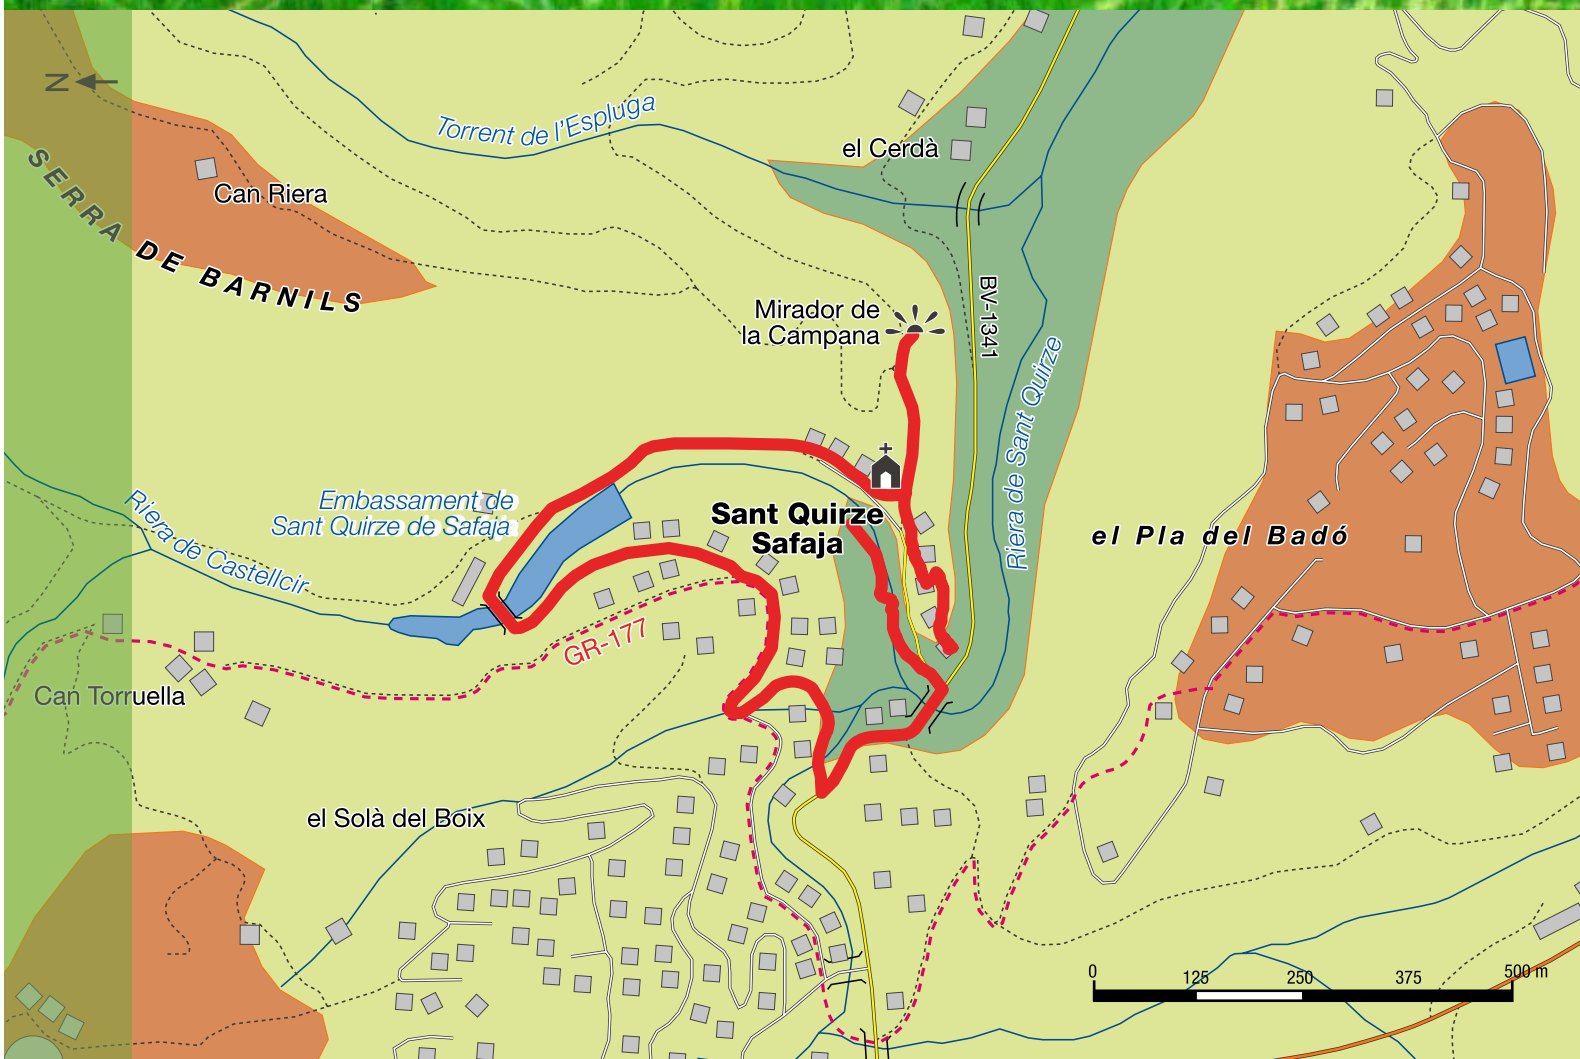 N
Torrent de l'Espluga
el Cerdà
Can Riera
SERRA DE BARNILS
Mirador de
la Campana
BV-1341
Riera de Sant Quirze
Embassament de
Sant Quirze de Safaja
Riera de Castellcir
Sant Quirze
Safaja
el Pla del Badó
GR-177
Can Torruella
el Solà del Boix
0 125 250 375 500 m